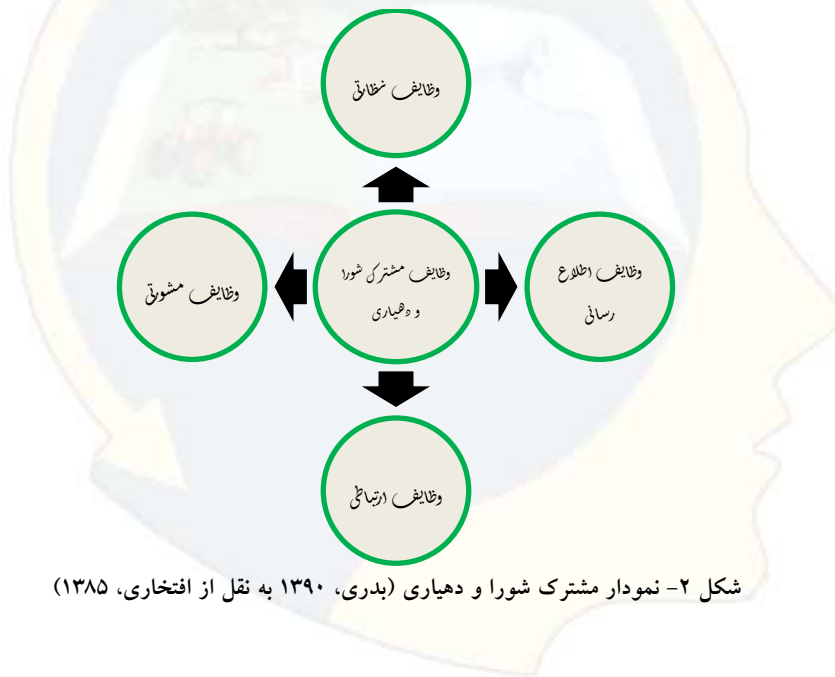 وظایف نظارتی
وظایف مشورتی
وظایف مشترک شورا
و دهیاری
وظایف اطلاع
رسانی
وظایف ارتباطی
شکل ۲- نمودار مشترک شورا و دهیاری (بدری، ۱۳۹۰ به نقل از افتخاری، ۱۳۸۵)